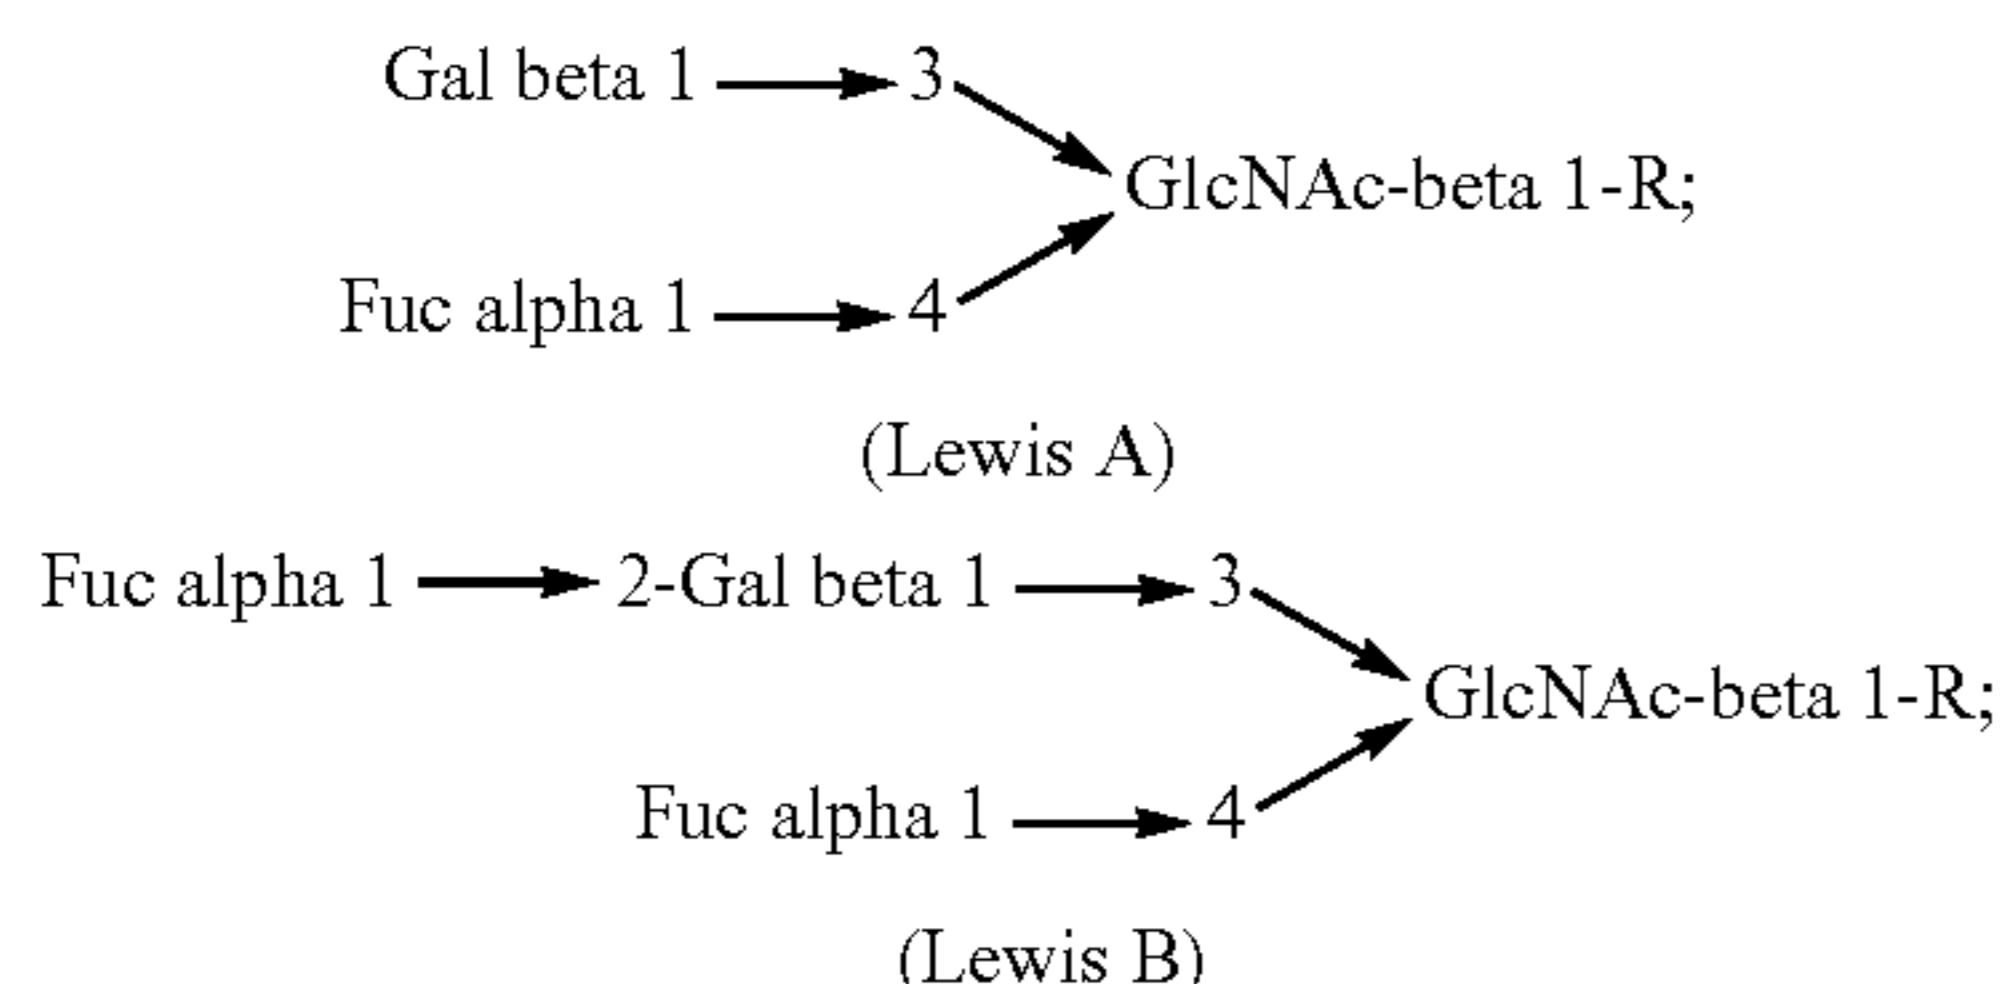 Gal beta 1 → 3
GlcNAc-beta 1-R;
Fuc alpha 1 → 4
(Lewis A)
Fuc alpha 1 → 2-Gal beta 1 → 3
GlcNAc-beta 1-R;
Fuc alpha 1 → 4
(Lewis B)